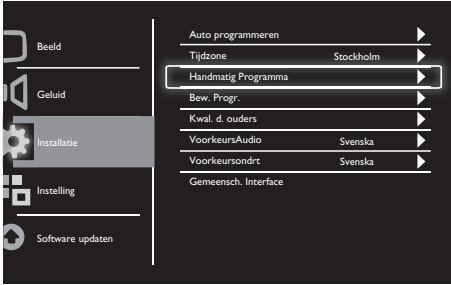 Beeld
Geluid
Installatie
Instelling
Software updaten
Auto programmeren
Tijdzone Stockholm
Handmatig Programma
Bew. Progr.
Kwal. d. ouders
VoorkeursAudio Svenska
Voorkeursondrt Svenska
Gemeensch. Interface